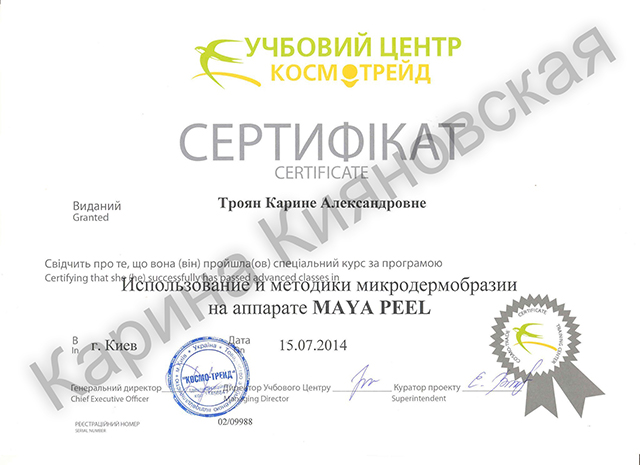 УЧБОВИЙ ЦЕНТР
КОСМОТРЕЙД
СЕРТИФІКАТ
CERTIFICATE
Виданий
Granted
Троян Карине Александровне
Свідчить про те, що вона (він) пройшла(ов) спеціальний курс за програмою
Certifying that she (he) successfully has passed advanced classes in
Использование и методики микродермобразии
на аппарате MAYA PEEL
В
In
г. Киев
Дата
on
15.07.2014
Генеральний директор
Chief Executive Officer
Директор Учбового Центру
Managing Director
Куратор проекту
Superintendent
РЕЄСТРАЦІЙНИЙ НОМЕР
SERIAL NUMBER
02/09988
"КОСМО-ТРЕЙД"
CERTIFICATE
Карина Кияновская